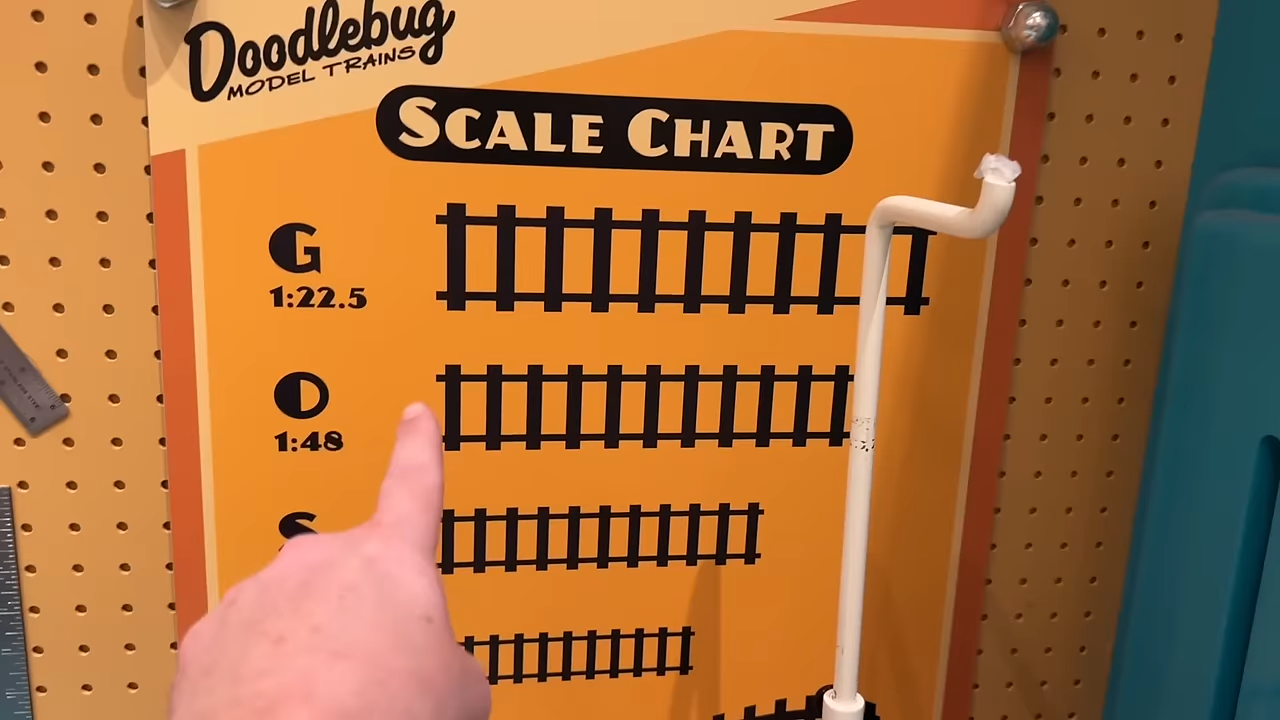 Doodlebug
MODEL TRAINS
SCALE CHART
G
1:22.5
O
1:48
S